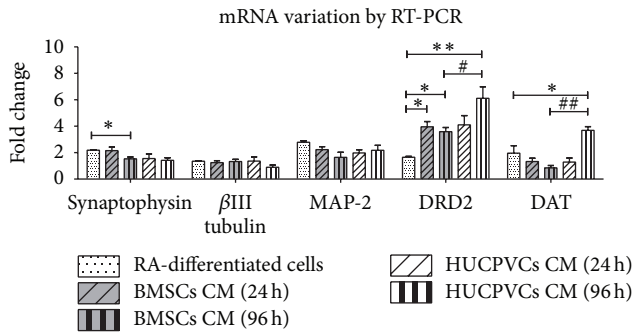 mRNA variation by RT-PCR
Fold change
10
8
6
4
2
0
*
*
*
**
#
*
##
Synaptophysin
βIII
tubulin
MAP-2
DRD2
DAT
RA-differentiated cells
BMSCs CM (24 h)
BMSCs CM (96 h)
HUCPVCs CM (24 h)
HUCPVCs CM (96 h)